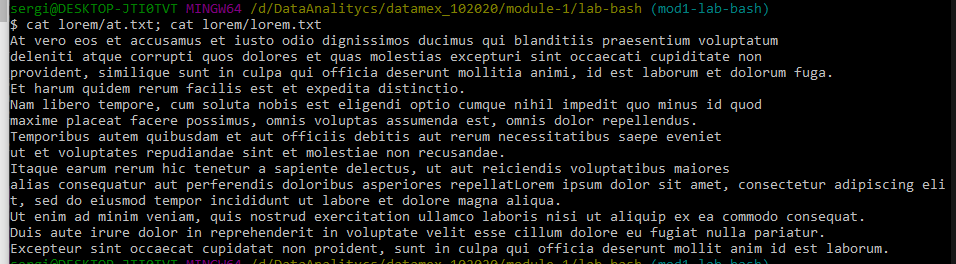 sergi@DESKTOP-JTI0TVT MINGW64 /d/DataAnalitycs/datamex_102020/module-1/lab-bash (mod1-lab-bash)
$ cat lorem/at.txt; cat lorem/lorem.txt
At vero eos et accusamus et iusto odio dignissimos ducimus qui blanditiis praesentium voluptatum
deleniti atque corrupti quos dolores et quas molestias excepturi sint occaecati cupiditate non
provident, similique sunt in culpa qui officia deserunt mollitia animi, id est laborum et dolorum fuga.
Et harum quidem rerum facilis est et expedita distinctio.
Nam libero tempore, cum soluta nobis est eligendi optio cumque nihil impedit quo minus id quod
maxime placeat facere possimus, omnis voluptas assumenda est, omnis dolor repellendus.
Temporibus autem quibusdam et aut officiis debitis aut rerum necessitatibus saepe eveniet
ut et voluptates repudiandae sint et molestiae non recusandae.
Itaque earum rerum hic tenetur a sapiente delectus, ut aut reiciendis voluptatibus maiores
alias consequatur aut perferendis doloribus asperiores repellatLorem ipsum dolor sit amet, consectetur adipiscing eli
t, sed do eiusmod tempor incididunt ut labore et dolore magna aliqua.
Ut enim ad minim veniam, quis nostrud exercitation ullamco laboris nisi ut aliquip ex ea commodo consequat.
Duis aute irure dolor in reprehenderit in voluptate velit esse cillum dolore eu fugiat nulla pariatur.
Excepteur sint occaecat cupidatat non proident, sunt in culpa qui officia deserunt mollit anim id est laborum.
sergi@DESKTOP-JTI0TVT MINGW64 /d/DataAnalitycs/datamex_102020/module-1/lab-bash (mod1-lab-bash)